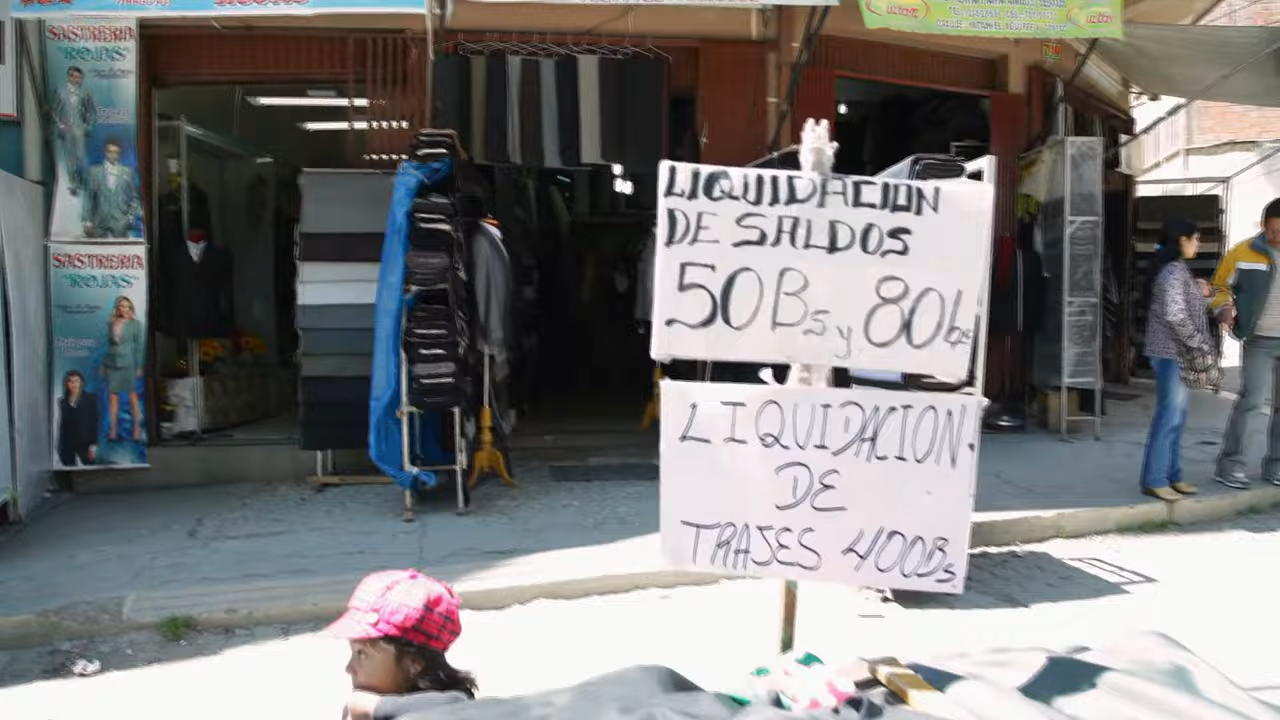 SASTRERIA
"ROJAS"
SASTRERIA
"ROJAS"
LIQUIDACION
DE SALDOS
50Bs y 80bs
LIQUIDACION.
DE
TRAJES 400Bs